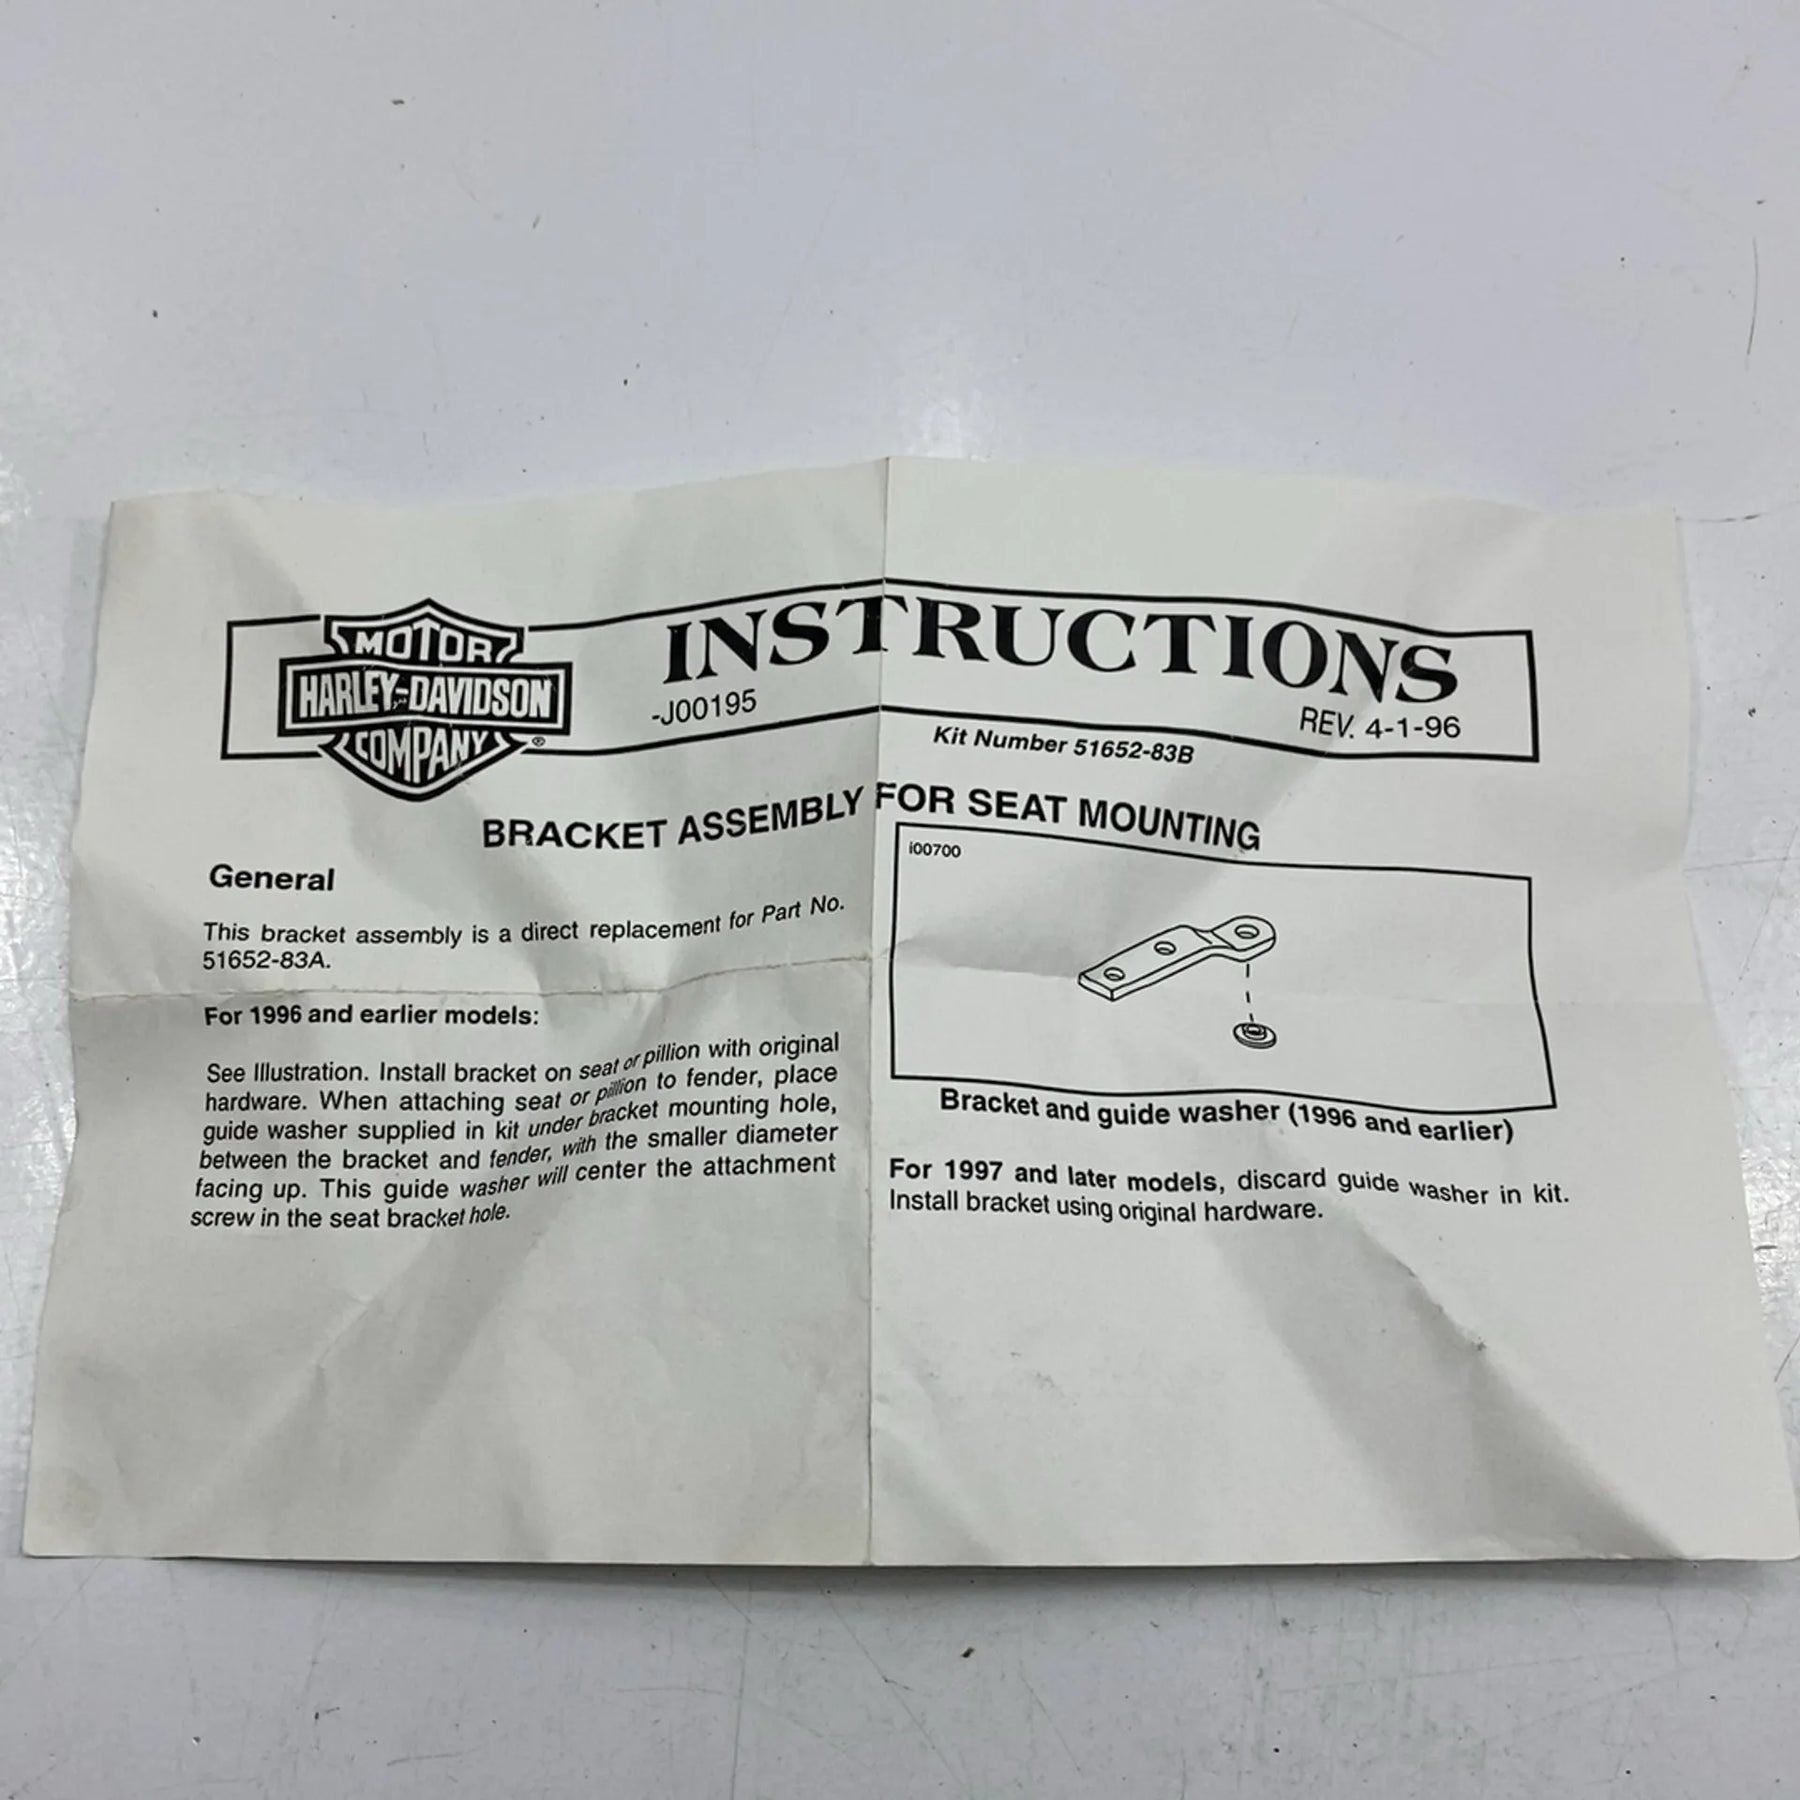 MOTOR
HARLEY-DAVIDSON
COMPANY
®
INSTRUCTIONS
-J00195
REV. 4-1-96
Kit Number 51652-83B
BRACKET ASSEMBLY FOR SEAT MOUNTING
General
This bracket assembly is a direct replacement for Part No.
51652-83A.
For 1996 and earlier models:
See Illustration. Install bracket on seat or pillion with original
hardware. When attaching seat or pillion to fender, place
guide washer supplied in kit under bracket mounting hole,
between the bracket and fender, with the smaller diameter
facing up. This guide washer will center the attachment
screw in the seat bracket hole.
i00700
Bracket and guide washer (1996 and earlier)
For 1997 and later models, discard guide washer in kit.
Install bracket using original hardware.